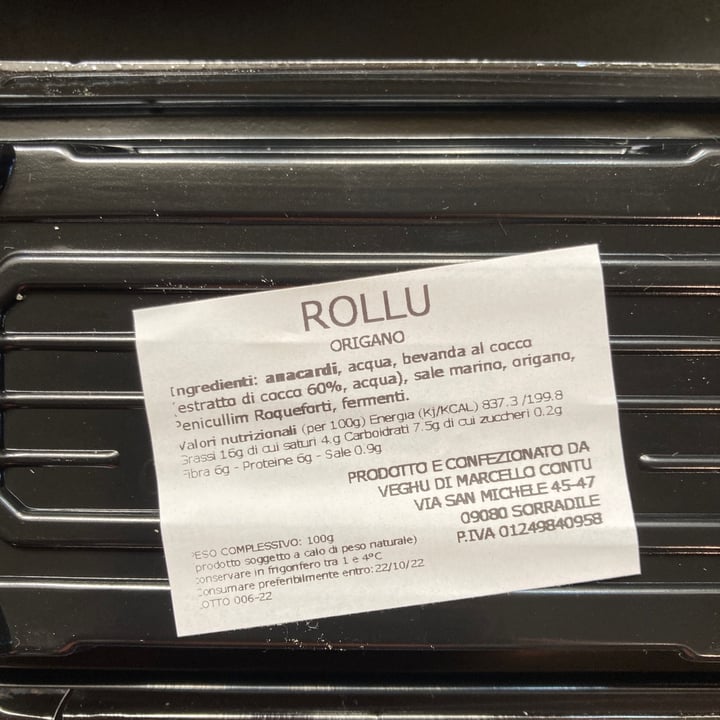 ROLLU
ORIGANO
Ingredienti: anacardi, acqua, bevanda al cocco
estratto di cocco 60%, acqua), sale marino, origano,
Penicullim Roqueforti, fermenti.
Valori nutrizionali (per 100g) Energia (KJ/KCAL) 837.3 /199.8
Grassi 16g di cui saturi 4 g Carboidrati 7.5g di cui zuccheri 0.2g
Fibra 6g - Proteine 6g - Sale 0.9g
PRODOTTO E CONFEZIONATO DA
VEGHU DI MARCELLO CONTU
VIA SAN MICHELE 45-47
09080 SORRADILE
P.IVA 01249840958
PESO COMPLESSIVO: 100g
prodotto soggetto a calo di peso naturale)
conservare in frigorifero tra 1 e 4°C
Consumare preferibilmente entro: 22/10/22
LOTTO 006-22